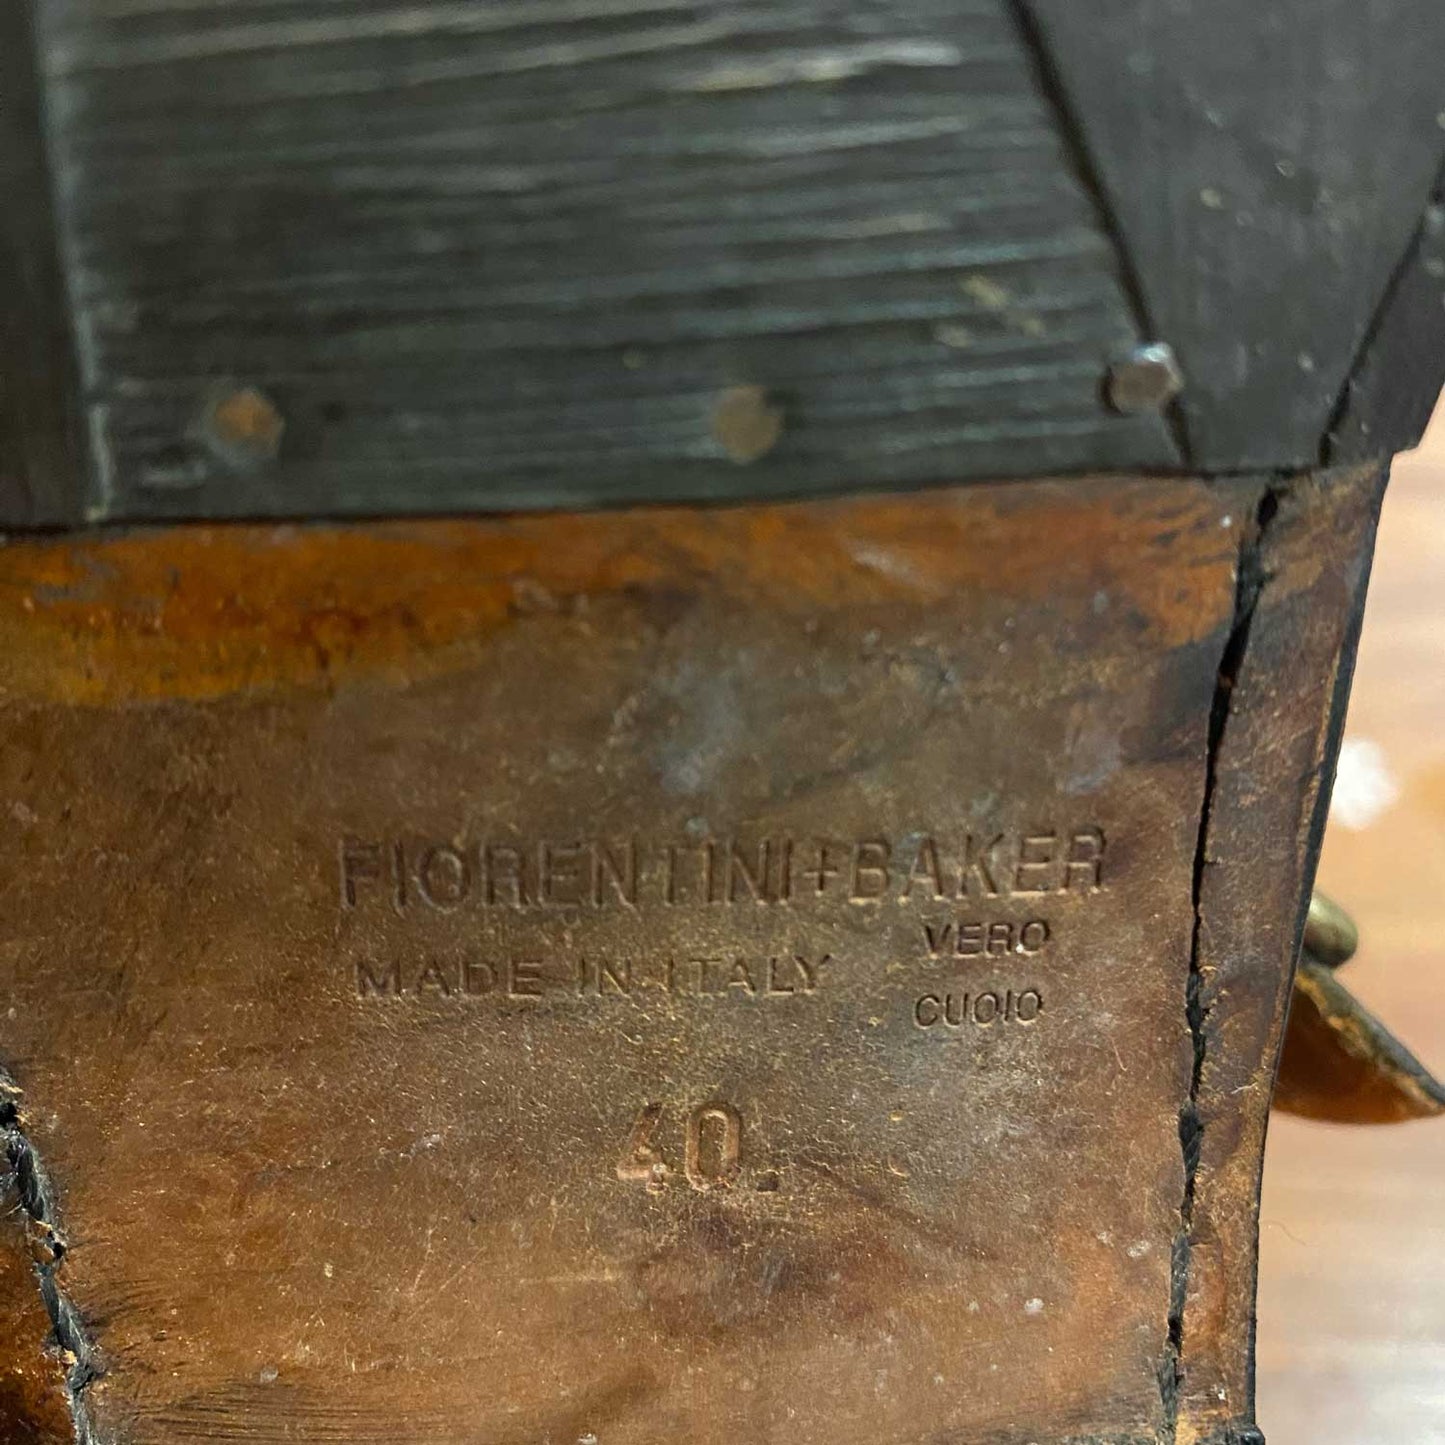 FIORENTINI+BAKER
MADE IN ITALY
VERO
CUOIO
40